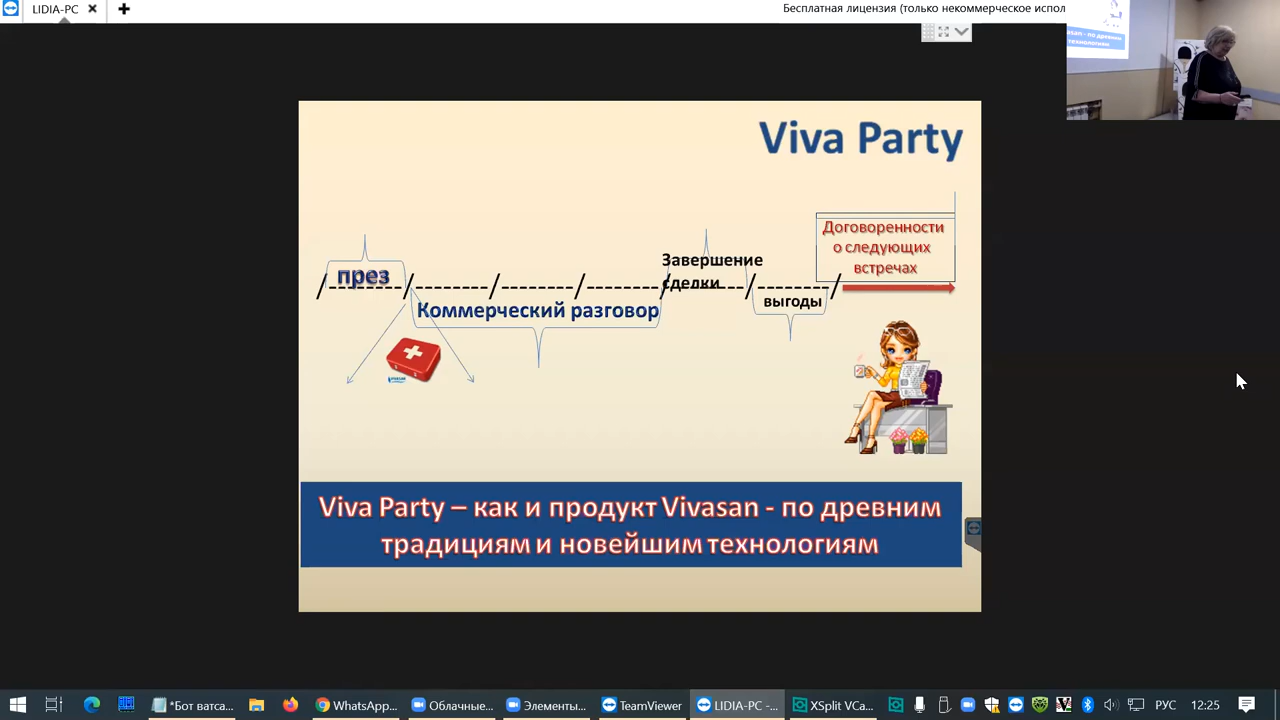 LIDIA-PC
Бесплатная лицензия (только некоммерческое испол
Viva Party
Договоренности
о следующих
встречах
Завершение
сделки
през
выгоды
Коммерческий разговор
Viva Party – как и продукт Vivasan - по древним
традициям и новейшим технологиям
*Бот ватса...
WhatsApp...
Облачные...
Элементы...
TeamViewer
LIDIA-PC -...
XSplit VCa...
РУС
12:25